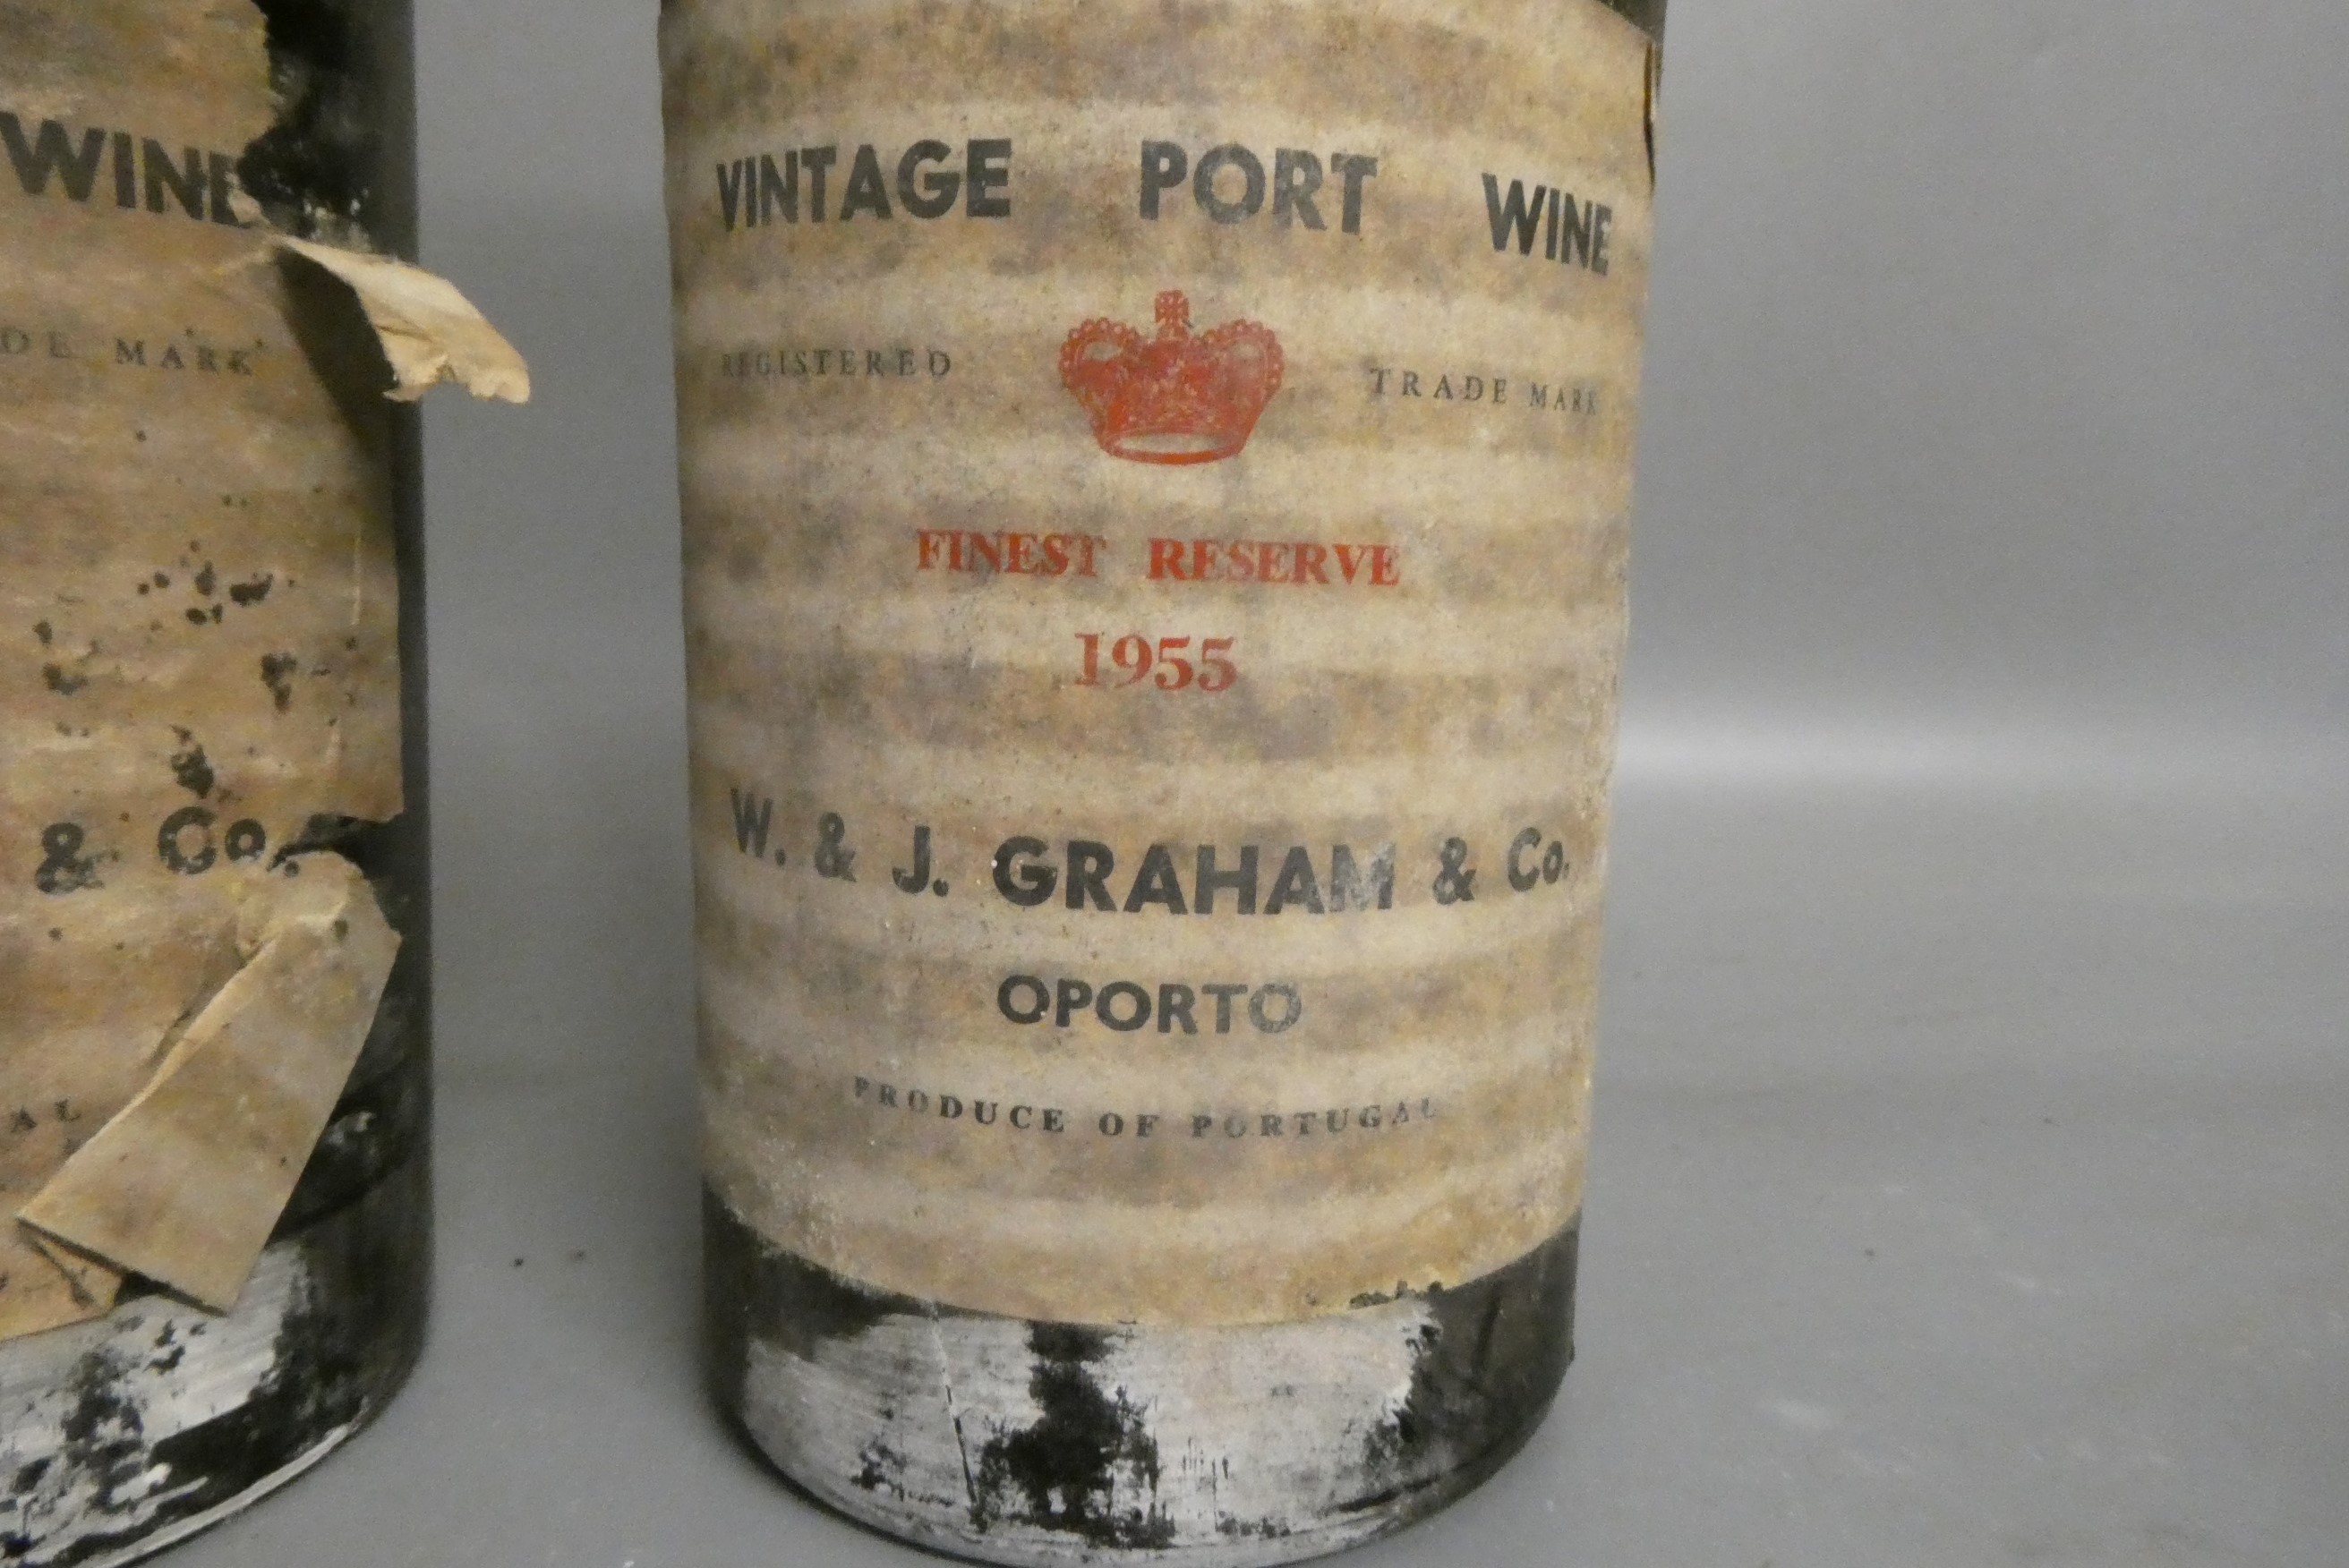 WINE
DE MARK
& Co.
AL
VINTAGE PORT WINE
REGISTERED TRADE MARK
FINEST RESERVE
1955
W. & J. GRAHAM & Co.
OPORTO
PRODUCE OF PORTUGAL